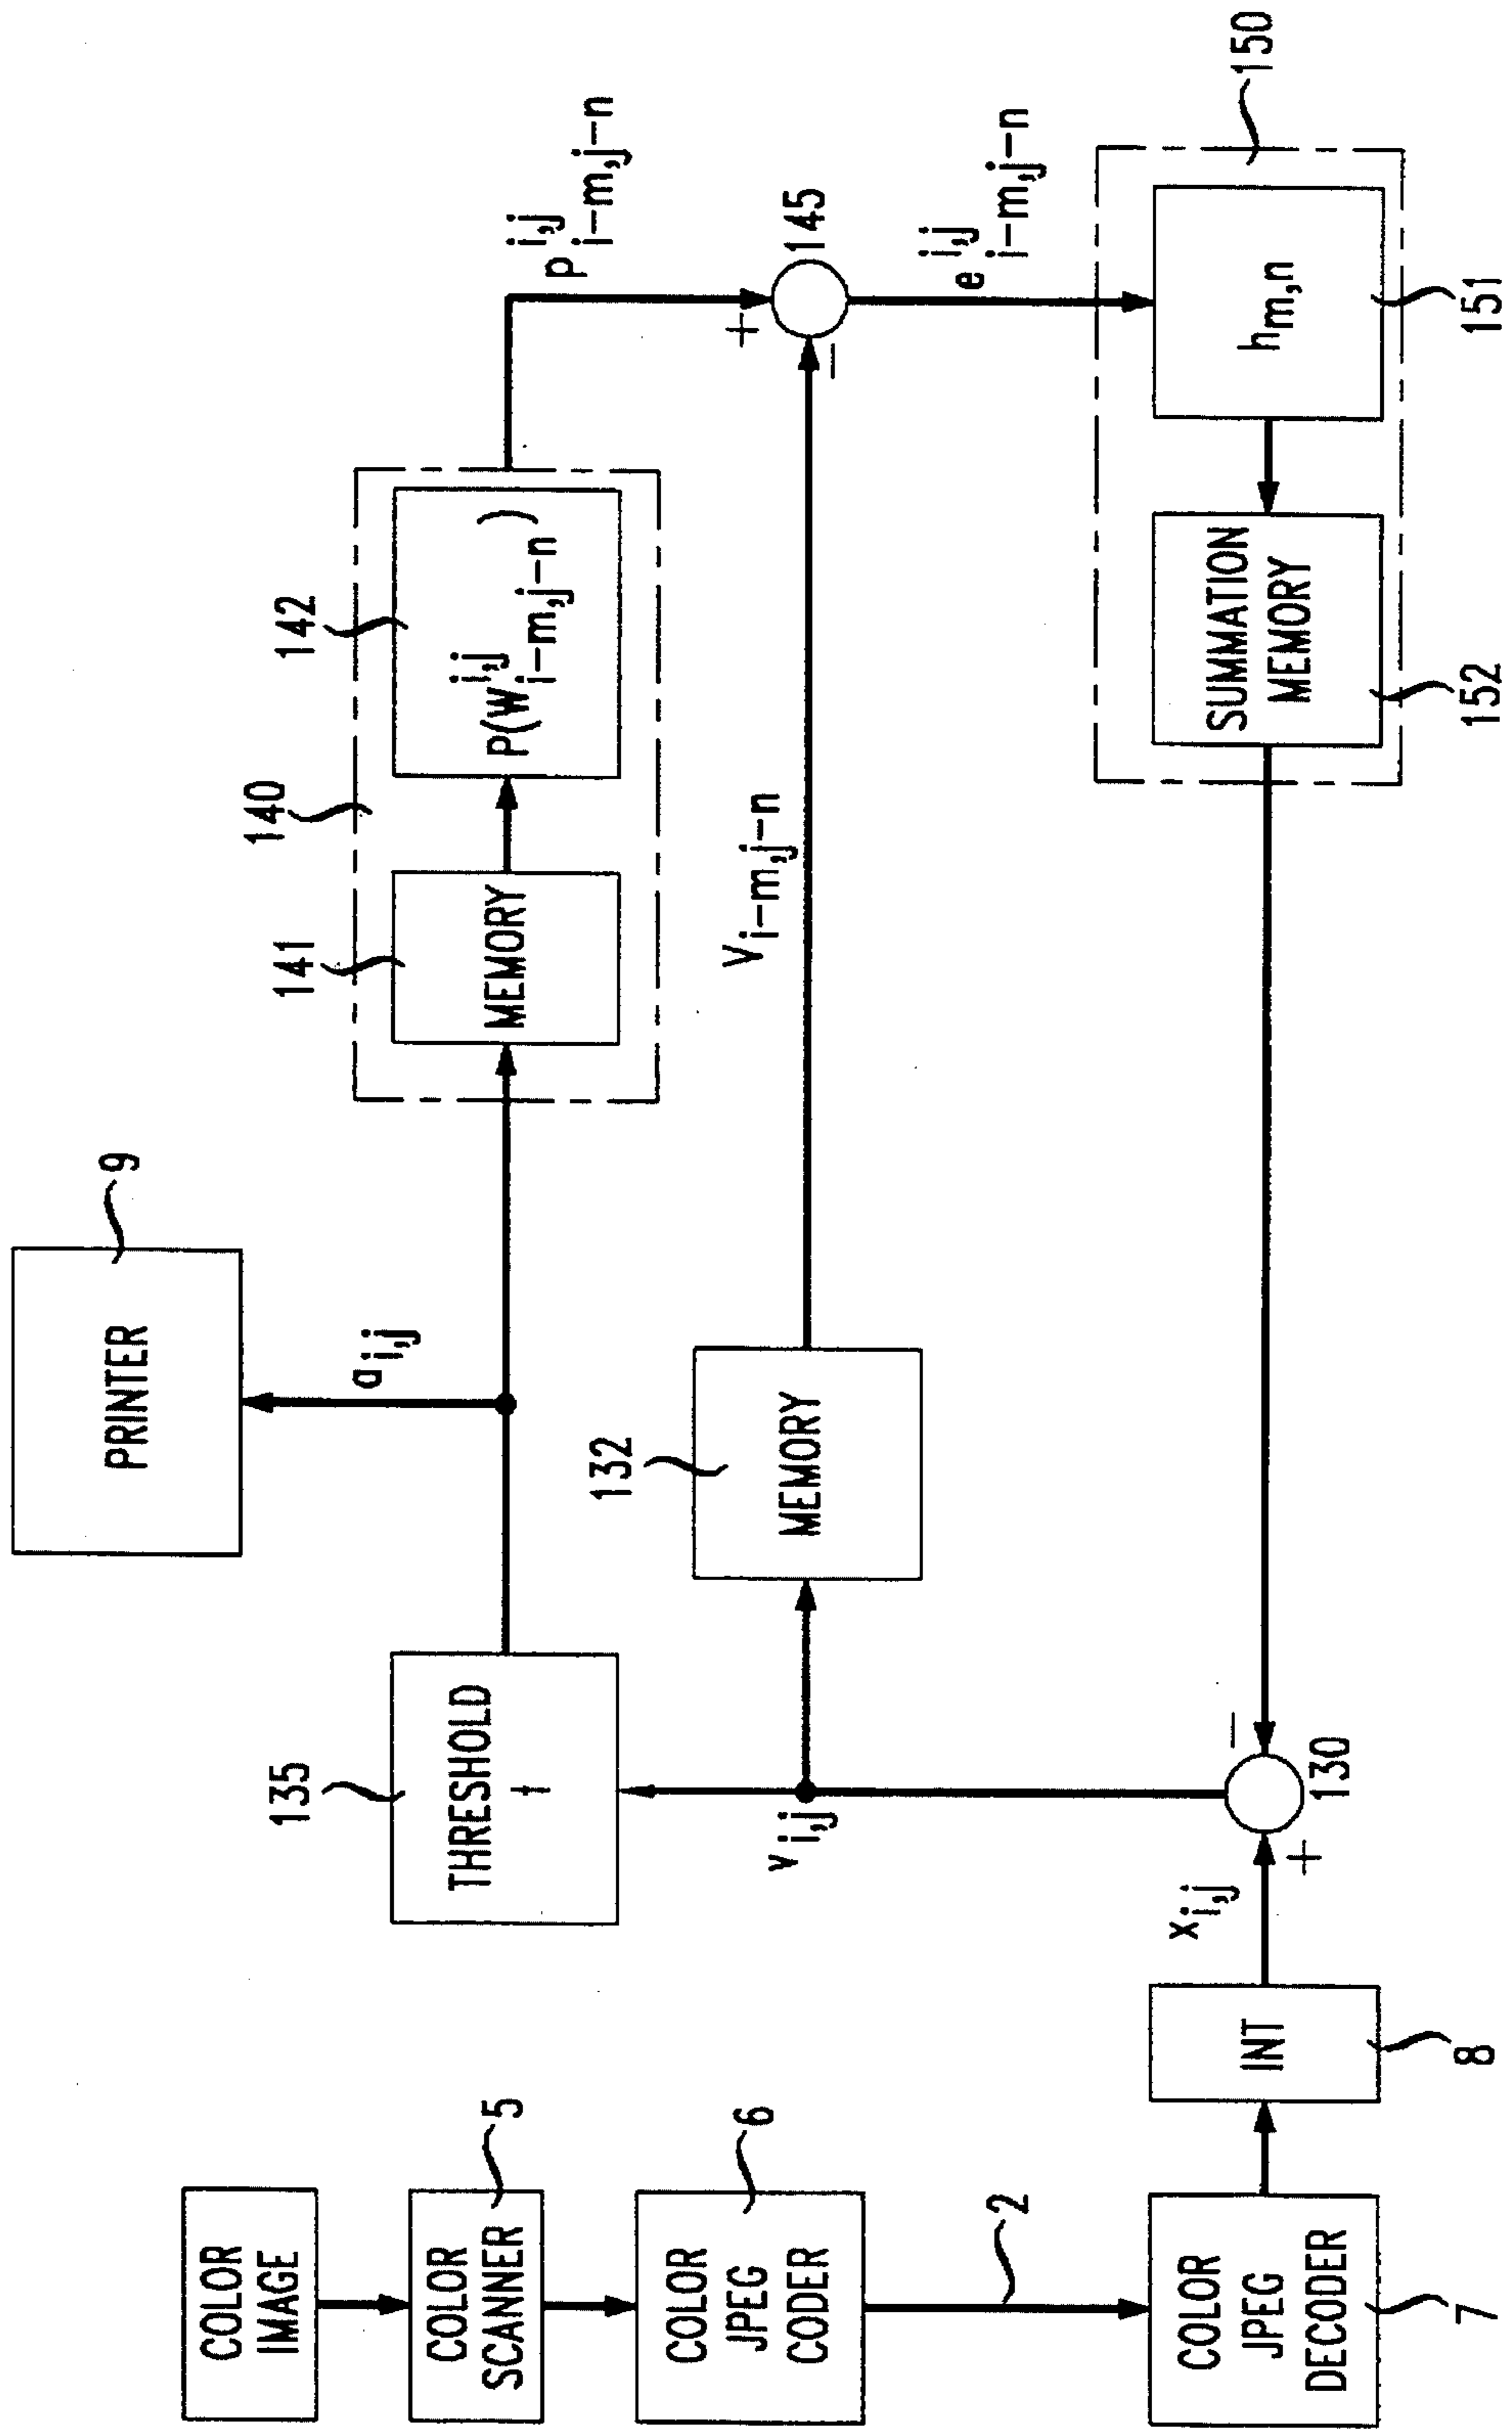 COLOR
IMAGE
COLOR
SCANNER
5
COLOR
JPEG
CODER
6
2
COLOR
JPEG
DECODER
7
INT
8
x i,j
+
−
130
v i,j
THRESHOLD
t
135
PRINTER
9
a i,j
MEMORY
132
v i−m,j−n
140
MEMORY
141
P(W i,j i−m,j−n)
142
p i,j i−m,j−n
+
−
145
e i,j i−m,j−n
150
h m,n
151
SUMMATION
MEMORY
152